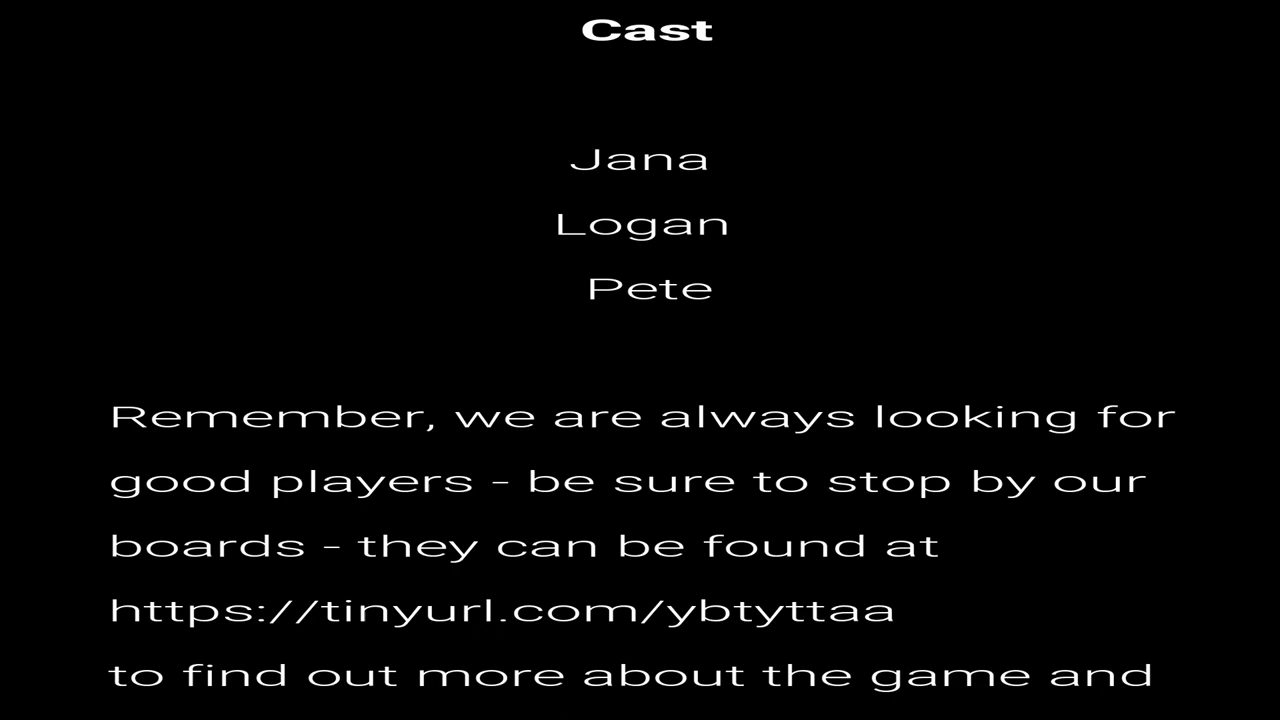 Cast
Jana
Logan
Pete
Remember, we are always looking for
good players - be sure to stop by our
boards - they can be found at
https://tinyurl.com/ybtyttaa
to find out more about the game and